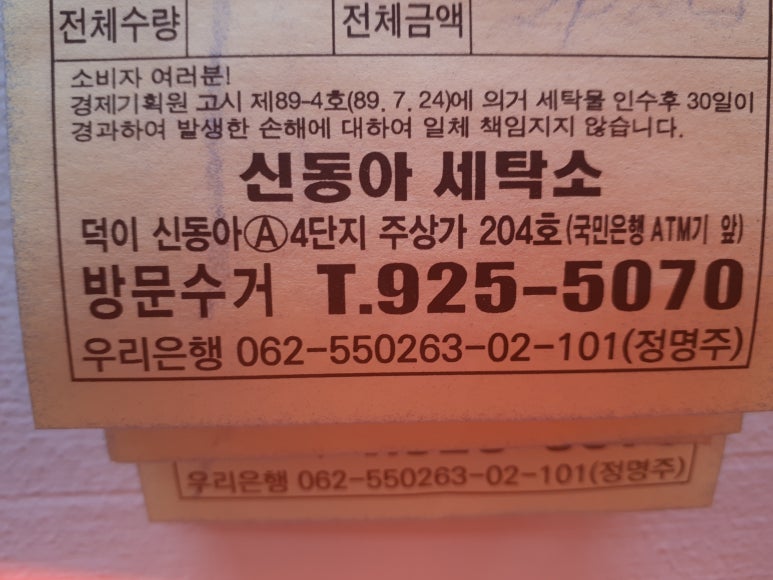 전체수량 전체금액
소비자 여러분!
경제기획원 고시 제89-4호(89. 7. 24)에 의거 세탁물 인수후 30일이
경과하여 발생한 손해에 대하여 일체 책임지지 않습니다.
신동아 세탁소
덕이 신동아Ⓐ4단지 주상가 204호(국민은행 ATM기 앞)
방문수거 T.925-5070
우리은행 062-550263-02-101(정명주)
우리은행 062-550263-02-101(정명주)